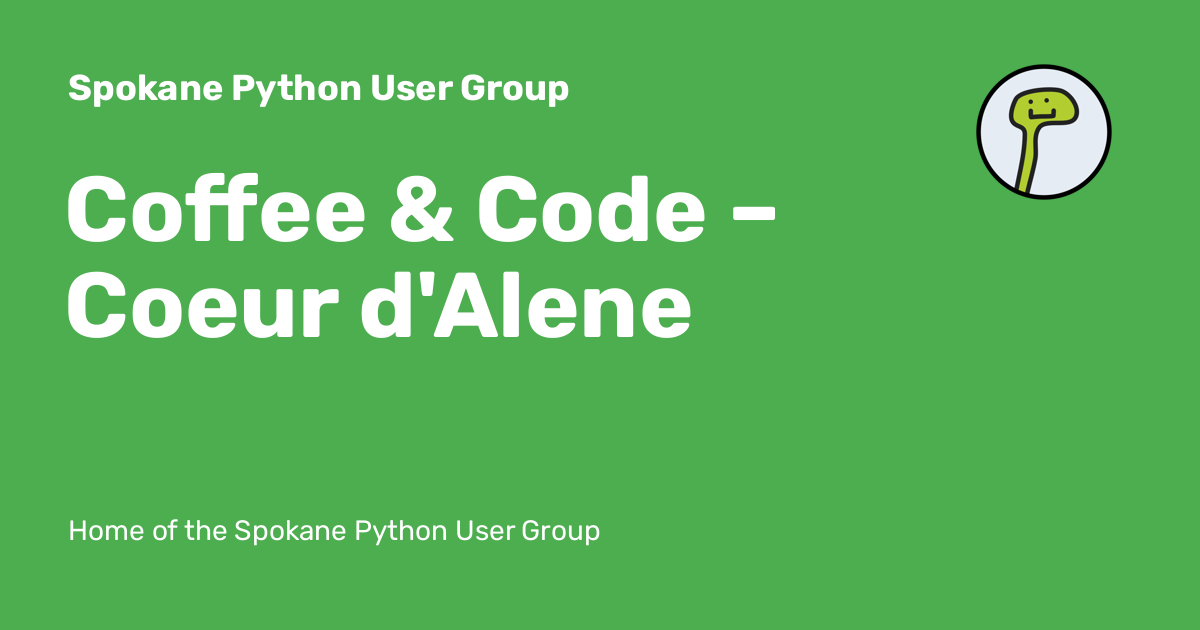 Spokane Python User Group
Coffee & Code –
Coeur d'Alene
Home of the Spokane Python User Group